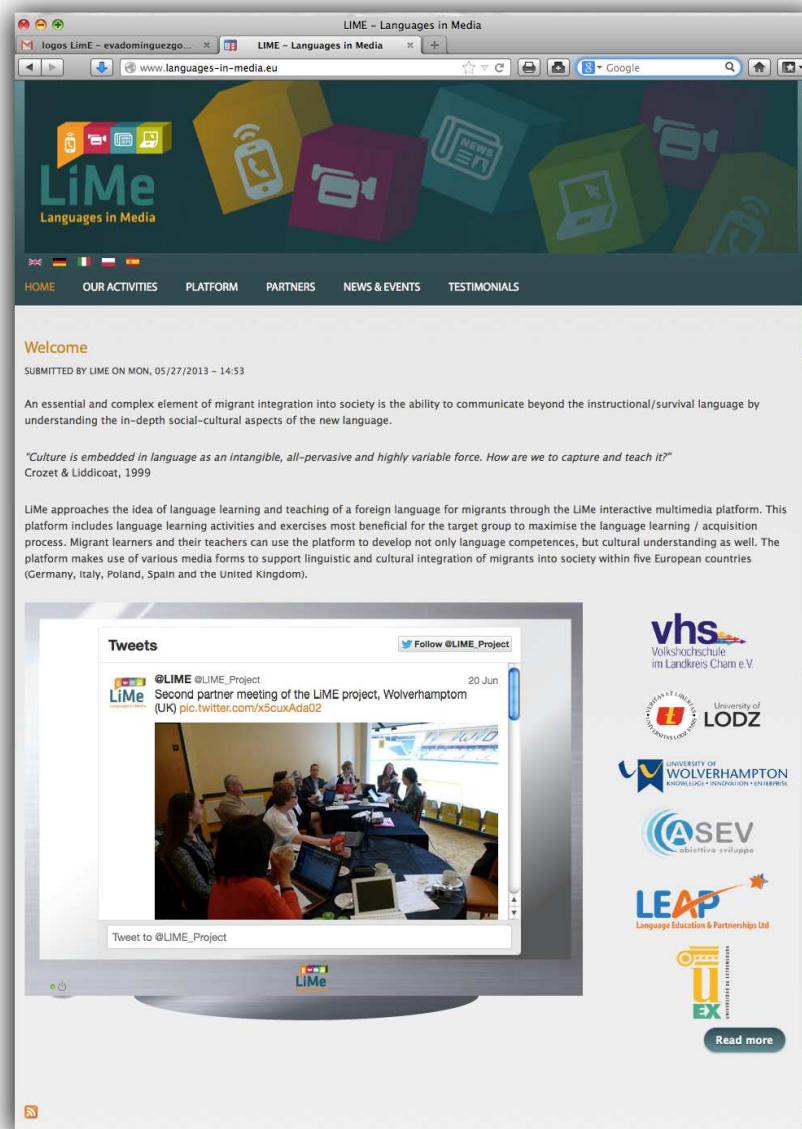 LIME – Languages in Media
logos LimE – evadominguezgo...
LIME – Languages in Media
www.languages-in-media.eu
Google
NEWS
LiMe
Languages in Media
HOME
OUR ACTIVITIES
PLATFORM
PARTNERS
NEWS & EVENTS
TESTIMONIALS
Welcome
SUBMITTED BY LIME ON MON, 05/27/2013 – 14:53
An essential and complex element of migrant integration into society is the ability to communicate beyond the instructional/survival language by
understanding the in-depth social-cultural aspects of the new language.
"Culture is embedded in language as an intangible, all-pervasive and highly variable force. How are we to capture and teach it?"
Crozet & Liddicoat, 1999
LiMe approaches the idea of language learning and teaching of a foreign language for migrants through the LiMe interactive multimedia platform. This
platform includes language learning activities and exercises most beneficial for the target group to maximise the language learning / acquisition
process. Migrant learners and their teachers can use the platform to develop not only language competences, but cultural understanding as well. The
platform makes use of various media forms to support linguistic and cultural integration of migrants into society within five European countries
(Germany, Italy, Poland, Spain and the United Kingdom).
Tweets
Follow @LIME_Project
@LIME @LIME_Project
20 Jun
LiMe
Second partner meeting of the LiME project, Wolverhamptom
(UK) pic.twitter.com/x5cuxAda02
Tweet to @LIME_Project
LiMe
vhs
Volkshochschule
im Landkreis Cham e.V.
University of
LODZ
UNIVERSITY OF
WOLVERHAMPTON
KNOWLEDGE • INNOVATION • ENTERPRISE
ASEV
obiettivo sviluppo
LEAP
Language Education & Partnerships Ltd
UEX
UNIVERSIDAD DE EXTREMADURA
Read more